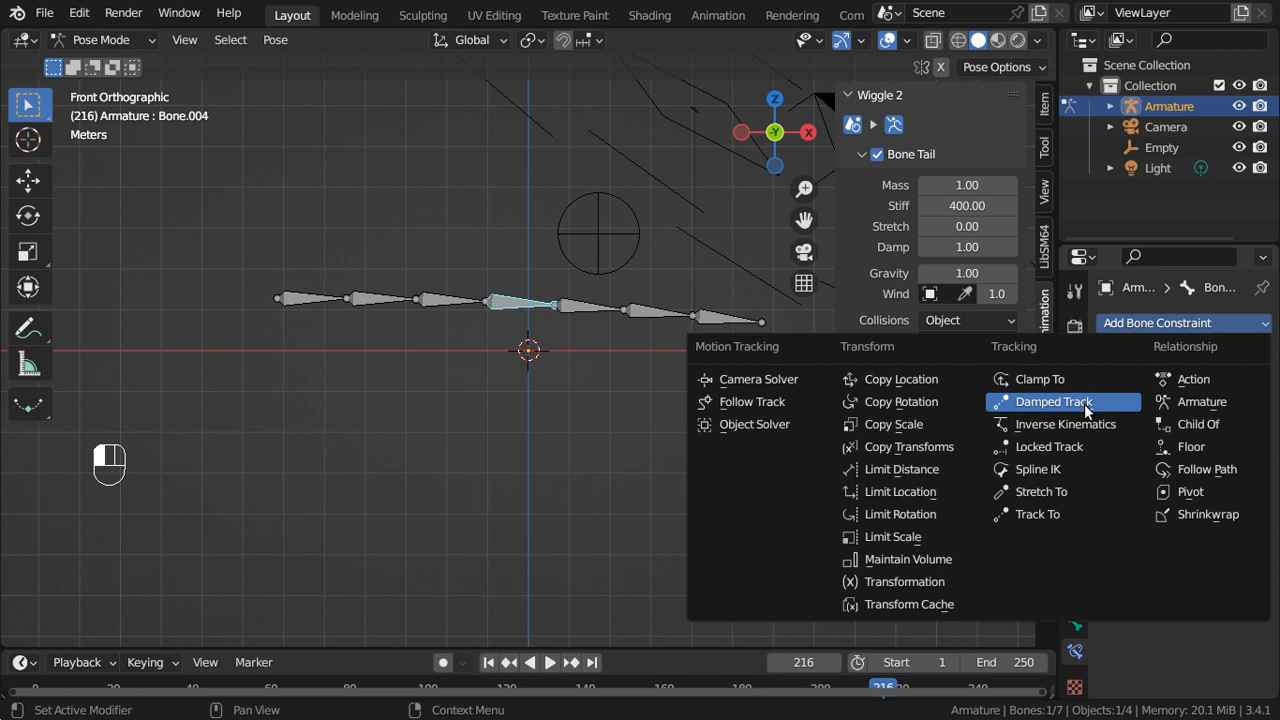 File Edit Render Window Help Layout Modeling Sculpting UV Editing Texture Paint Shading Animation Rendering Com Scene ViewLayer
Pose Mode View Select Pose Global
X Pose Options
Front Orthographic
(216) Armature : Bone.004
Meters
Z
X
-Y
Wiggle 2
Bone Tail
Mass 1.00
Stiff 400.00
Stretch 0.00
Damp 1.00
Gravity 1.00
Wind 1.0
Collisions Object
Item
Tool
View
LibSM64
nimation
Scene Collection
Collection
Armature
Camera
Empty
Light
Arm... Bon...
Add Bone Constraint
Motion Tracking
Camera Solver
Follow Track
Object Solver
Transform
Copy Location
Copy Rotation
Copy Scale
Copy Transforms
Limit Distance
Limit Location
Limit Rotation
Limit Scale
Maintain Volume
Transformation
Transform Cache
Tracking
Clamp To
Damped Track
Inverse Kinematics
Locked Track
Spline IK
Stretch To
Track To
Relationship
Action
Armature
Child Of
Floor
Follow Path
Pivot
Shrinkwrap
Playback Keying View Marker 216 Start 1 End 250
216
Set Active Modifier Pan View Context Menu Armature | Bones:1/7 | Objects:1/4 | Memory: 20.1 MiB | 3.4.1